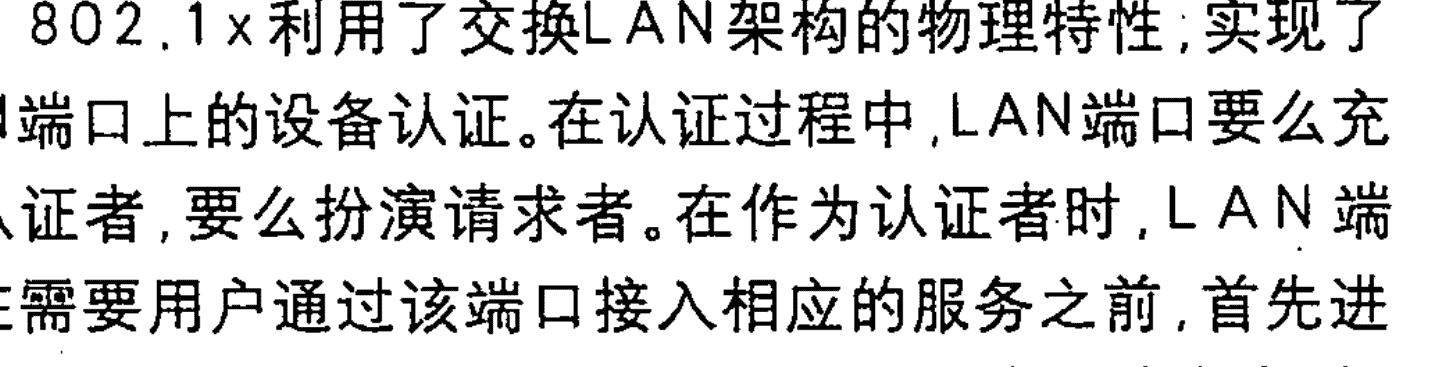 802.1x利用了交换LAN架构的物理特性,实现了
端口上的设备认证。在认证过程中,LAN端口要么充
证者,要么扮演请求者。在作为认证者时,LAN端
需要用户通过该端口接入相应的服务之前,首先进